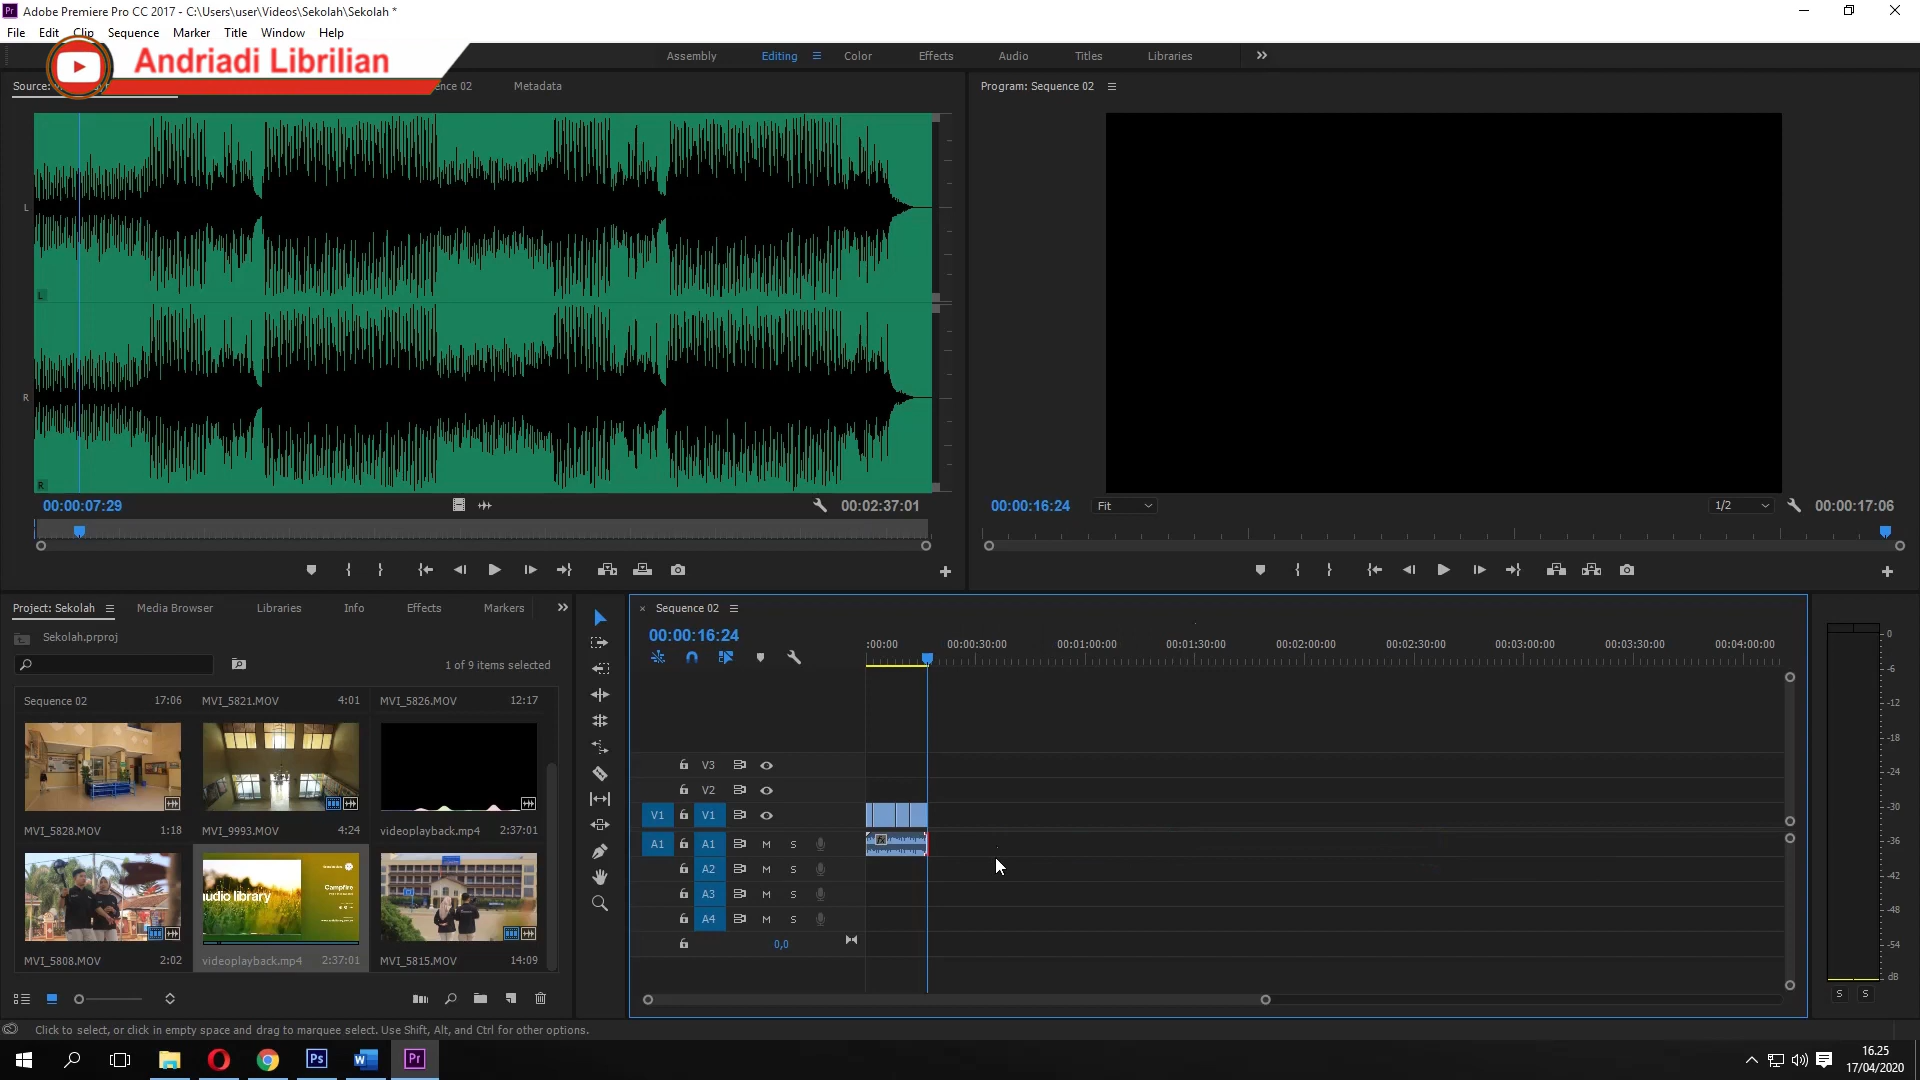 Adobe Premiere Pro CC 2017 - C:\Users\user\Videos\Sekolah\Sekolah *
File Edit Clip Sequence Marker Title Window Help
Andriadi Librilian
Assembly Editing Color Effects Audio Titles Libraries
Source: ence 02 Metadata
Program: Sequence 02
L
L
R
R
00:00:07:29 00:02:37:01
00:00:16:24 Fit 1/2 00:00:17:06
Project: Sekolah Media Browser Libraries Info Effects Markers
Sekolah.prproj
1 of 9 items selected
Sequence 02 17:06 MVI_5821.MOV 4:01 MVI_5826.MOV 12:17
MVI_5828.MOV 1:18 MVI_9993.MOV 4:24 videoplayback.mp4 2:37:01
audio library
Campfire
MVI_5808.MOV 2:02 videoplayback.mp4 2:37:01 MVI_5815.MOV 14:09
Sequence 02
00:00:16:24
:00:00 00:00:30:00 00:01:00:00 00:01:30:00 00:02:00:00 00:02:30:00 00:03:00:00 00:03:30:00 00:04:00:00
V3
V2
V1 V1
A1 A1 M S
A2 M S
A3 M S
A4 M S
0,0
0
-6
-12
-18
-24
-30
-36
-42
-48
-54
dB
S S
Click to select, or click in empty space and drag to marquee select. Use Shift, Alt, and Ctrl for other options.
Ps
W
Pr
16.25
17/04/2020